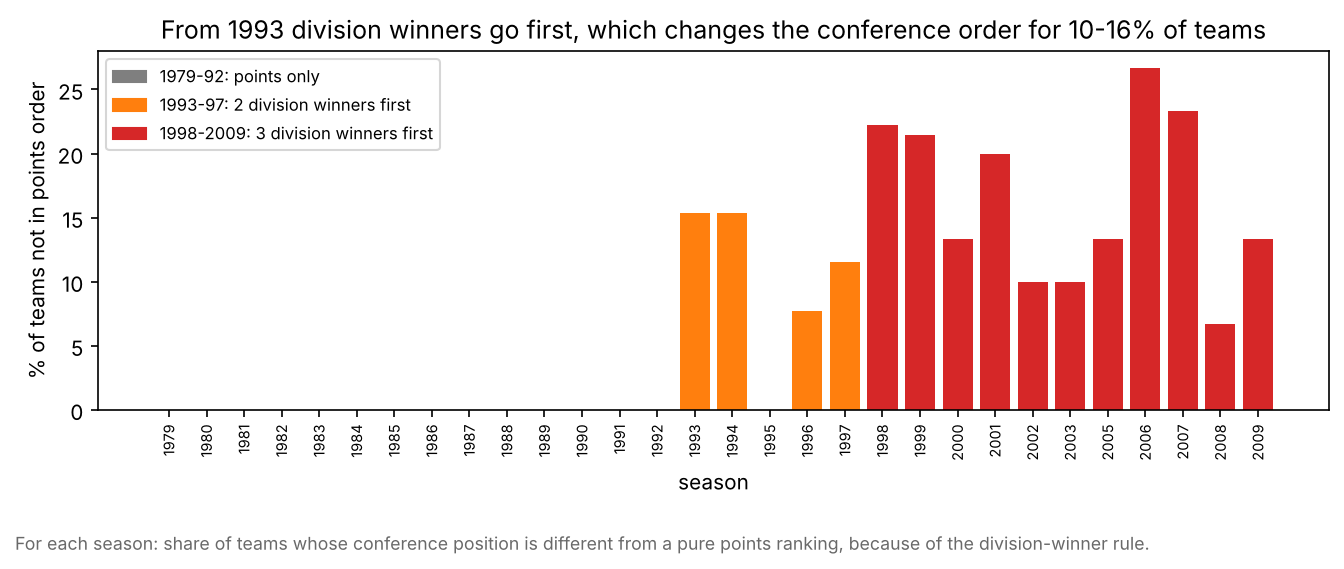 From 1993 division winners go first, which changes the conference order for 10-16% of teams
1979-92: points only
1993-97: 2 division winners first
1998-2009: 3 division winners first
% of teams not in points order
25
20
15
10
5
0
1979 1980 1981 1982 1983 1984 1985 1986 1987 1988 1989 1990 1991 1992 1993 1994 1995 1996 1997 1998 1999 2000 2001 2002 2003 2005 2006 2007 2008 2009
season
For each season: share of teams whose conference position is different from a pure points ranking, because of the division-winner rule.